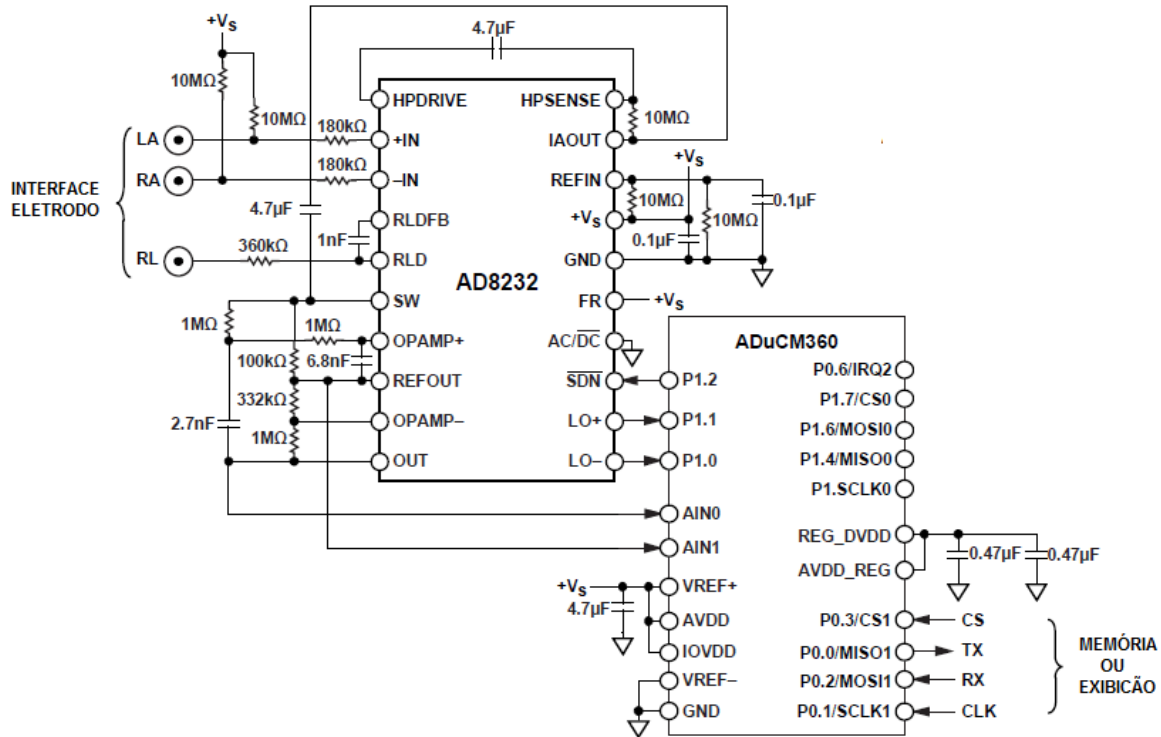 +Vs
4.7µF
10MΩ
10MΩ
LA
RA
RL
INTERFACE
ELETRODO
180kΩ
180kΩ
4.7µF
1nF
360kΩ
HPDRIVE
+IN
–IN
RLDFB
RLD
SW
OPAMP+
REFOUT
OPAMP–
OUT
AD8232
HPSENSE
IAOUT
REFIN
+Vs
GND
FR
AC/DC
SDN
LO+
LO–
10MΩ
+Vs
10MΩ
10MΩ
0.1µF
0.1µF
+Vs
1MΩ
1MΩ
100kΩ
6.8nF
332kΩ
2.7nF
1MΩ
ADuCM360
P1.2
P1.1
P1.0
AIN0
AIN1
VREF+
AVDD
IOVDD
VREF–
GND
+Vs
4.7µF
P0.6/IRQ2
P1.7/CS0
P1.6/MOSI0
P1.4/MISO0
P1.SCLK0
REG_DVDD
AVDD_REG
0.47µF
0.47µF
P0.3/CS1
P0.0/MISO1
P0.2/MOSI1
P0.1/SCLK1
CS
TX
RX
CLK
MEMÓRIA
OU
EXIBICÃO